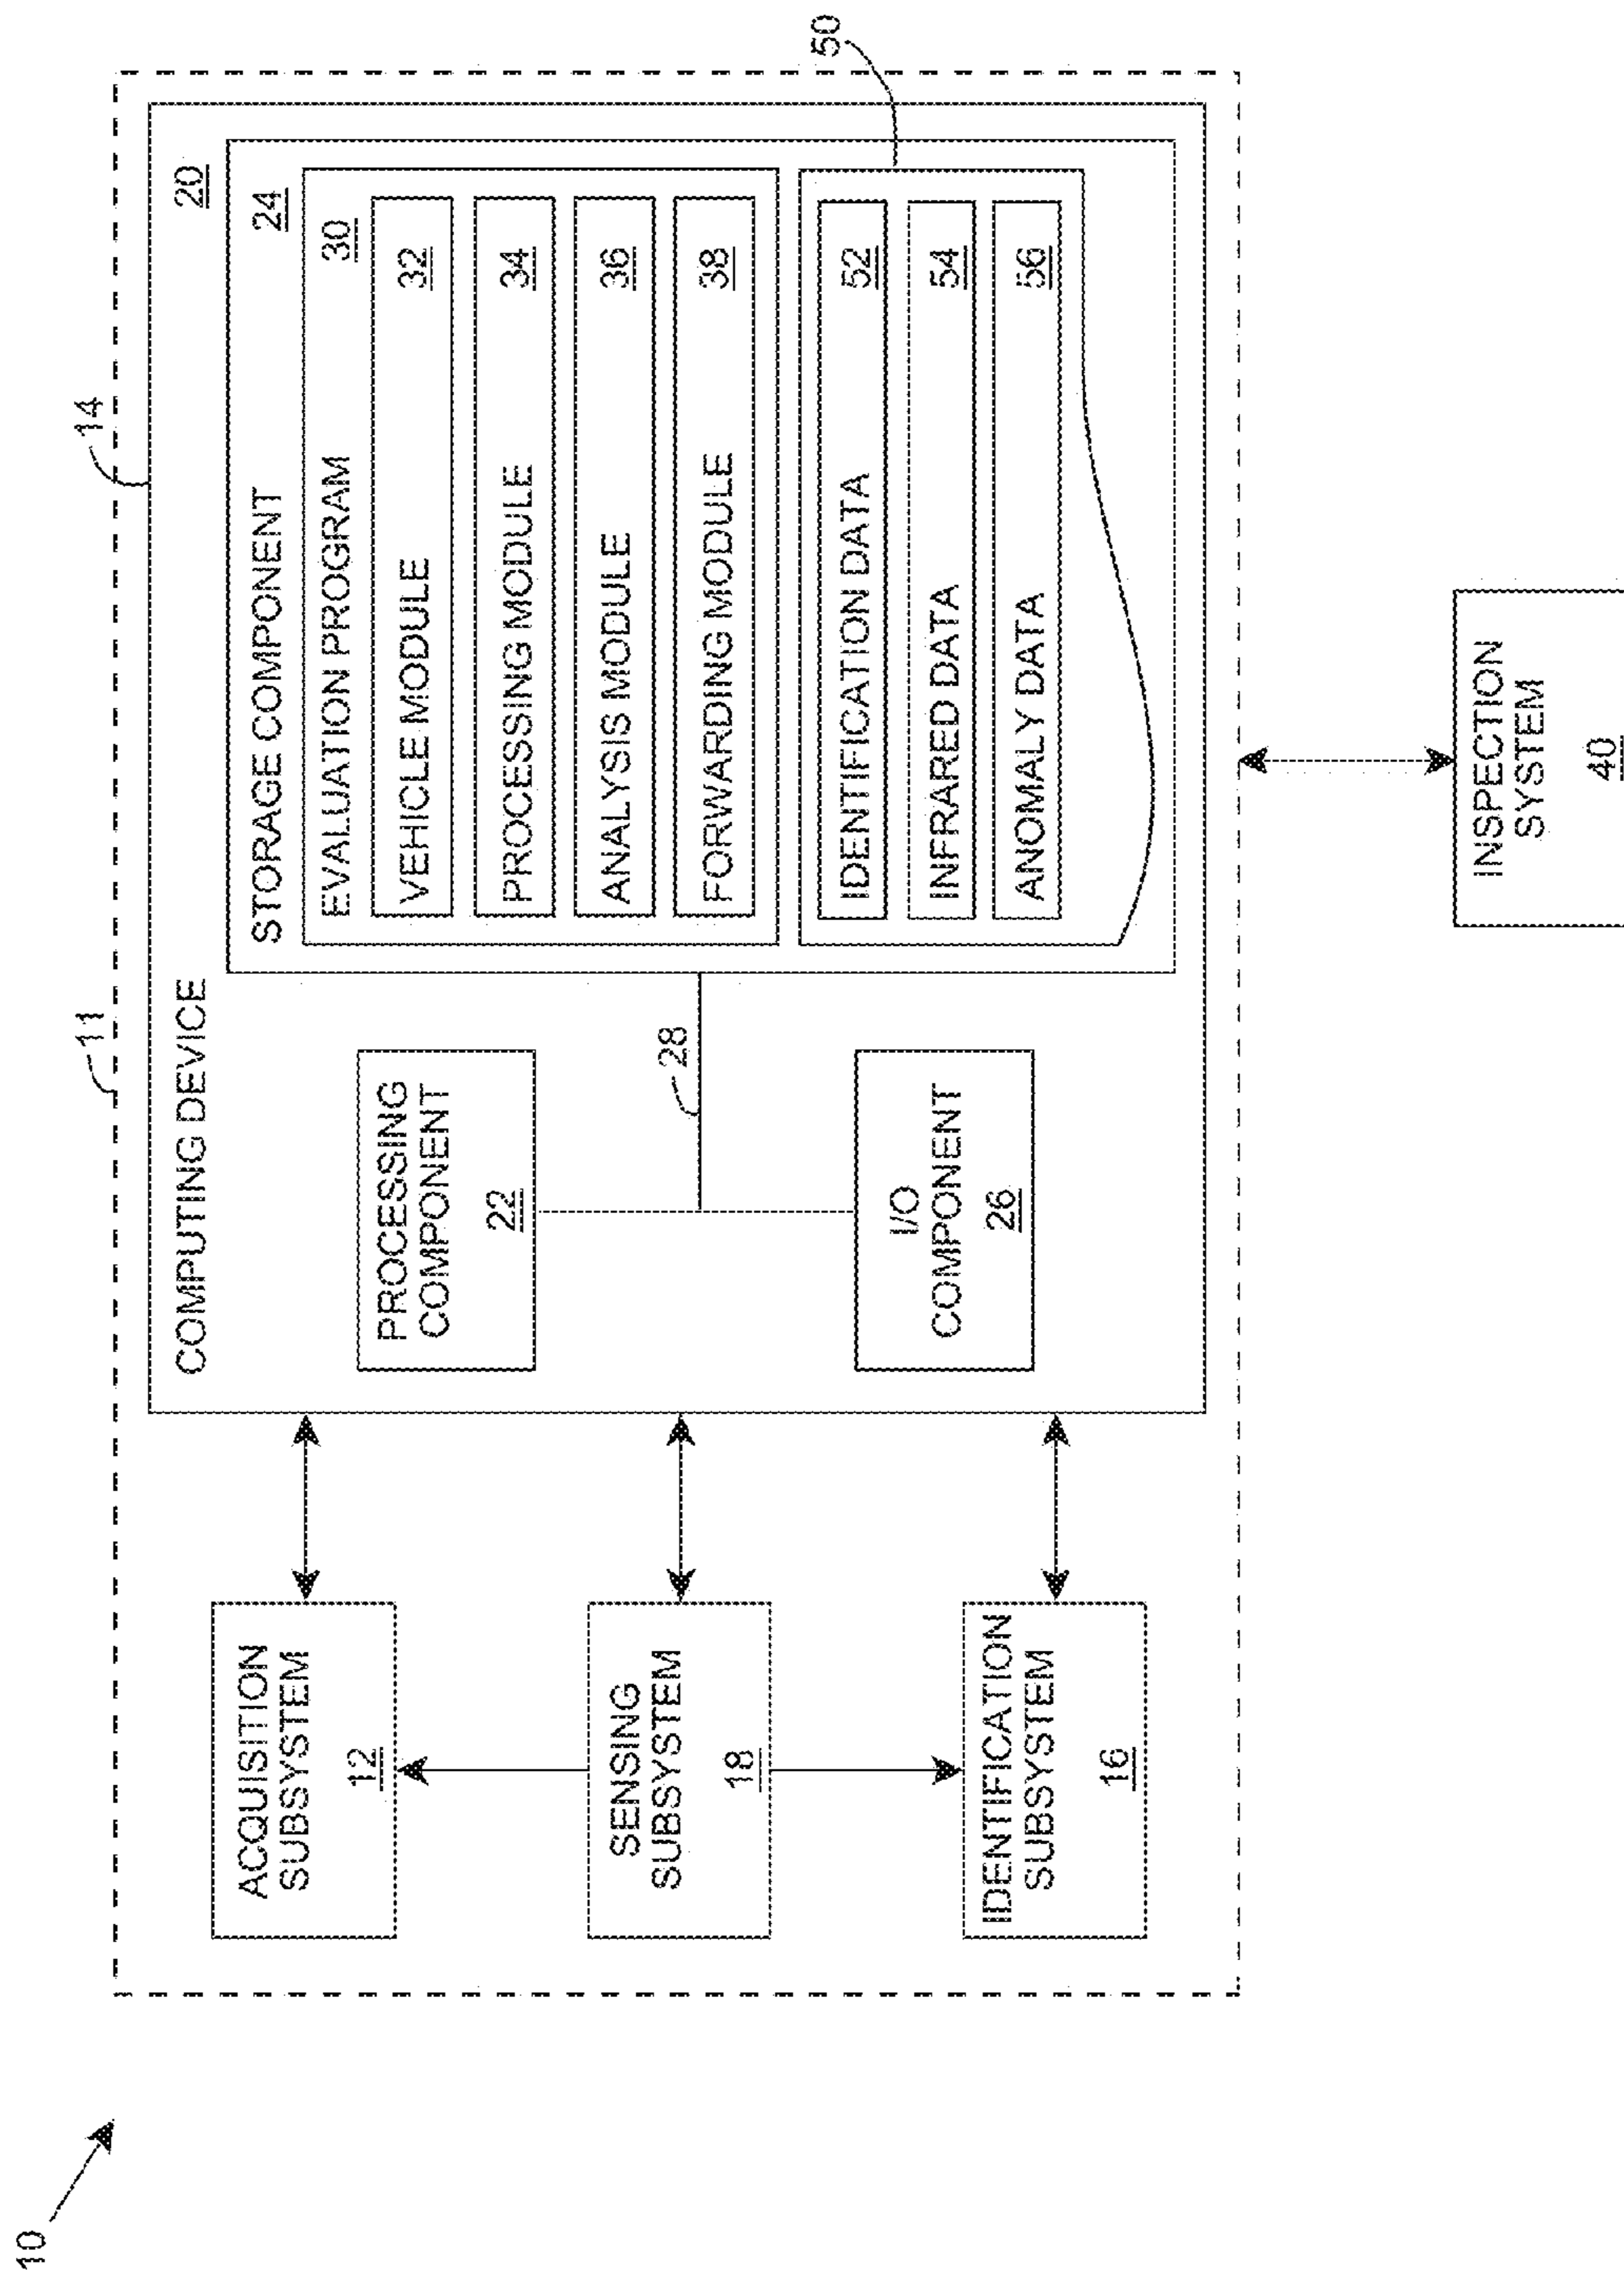 10
11
14
COMPUTING DEVICE
20
STORAGE COMPONENT
24
EVALUATION PROGRAM
30
VEHICLE MODULE
32
PROCESSING MODULE
34
ANALYSIS MODULE
36
FORWARDING MODULE
38
50
IDENTIFICATION DATA
52
INFRARED DATA
54
ANOMALY DATA
56
PROCESSING
COMPONENT
22
28
I/O
COMPONENT
26
ACQUISITION
SUBSYSTEM
12
SENSING
SUBSYSTEM
18
IDENTIFICATION
SUBSYSTEM
16
INSPECTION
SYSTEM
40